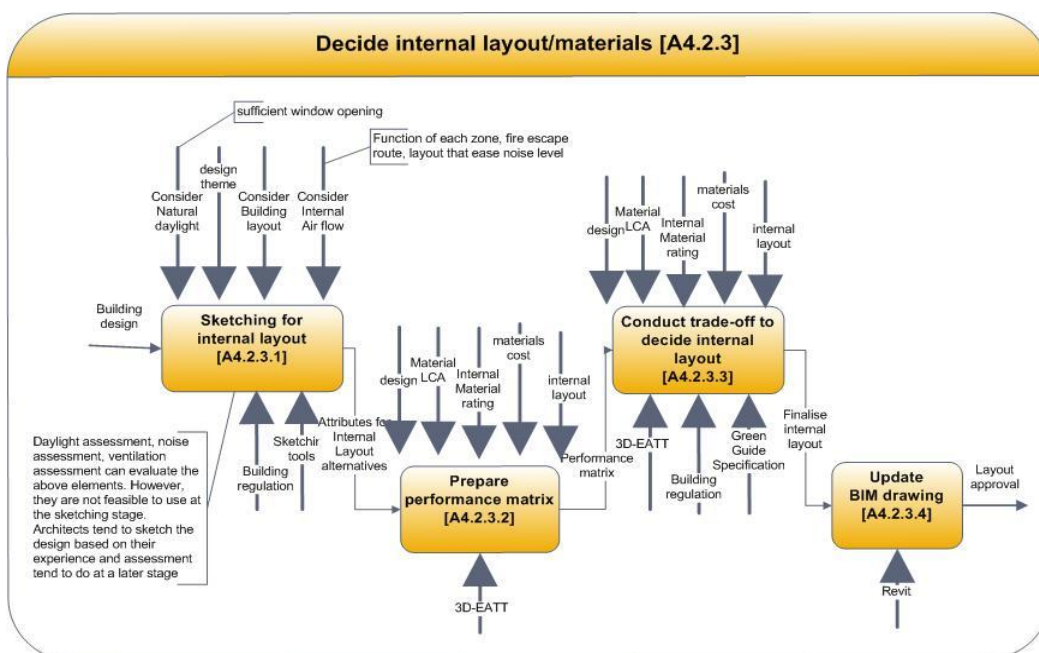 Decide internal layout/materials [A4.2.3]
sufficient window opening
Function of each zone, fire escape
route, layout that ease noise level
Consider
Natural
daylight
design
theme
Consider
Building
layout
Consider
Internal
Air flow
design
Material
LCA
Internal
Material
rating
materials
cost
internal
layout
Building
design
Sketching for
internal layout
[A4.2.3.1]
Conduct trade-off to
decide internal
layout
[A4.2.3.3]
design
Material
LCA
Internal
Material
rating
materials
cost
internal
layout
Daylight assessment, noise
assessment, ventilation
assessment can evaluate the
above elements. However,
they are not feasible to use at
the sketching stage.
Architects tend to sketch the
design based on their
experience and assessment
tend to do at a later stage
Building
regulation
Sketchir
tools
Attributes for
Internal
Layout
alternatives
Prepare
performance matrix
[A4.2.3.2]
3D-EATT
Performance
matrix
3D-EATT
Building
regulation
Green
Guide
Specification
Finalise
internal
layout
Update
BIM drawing
[A4.2.3.4]
Layout
approval
Revit